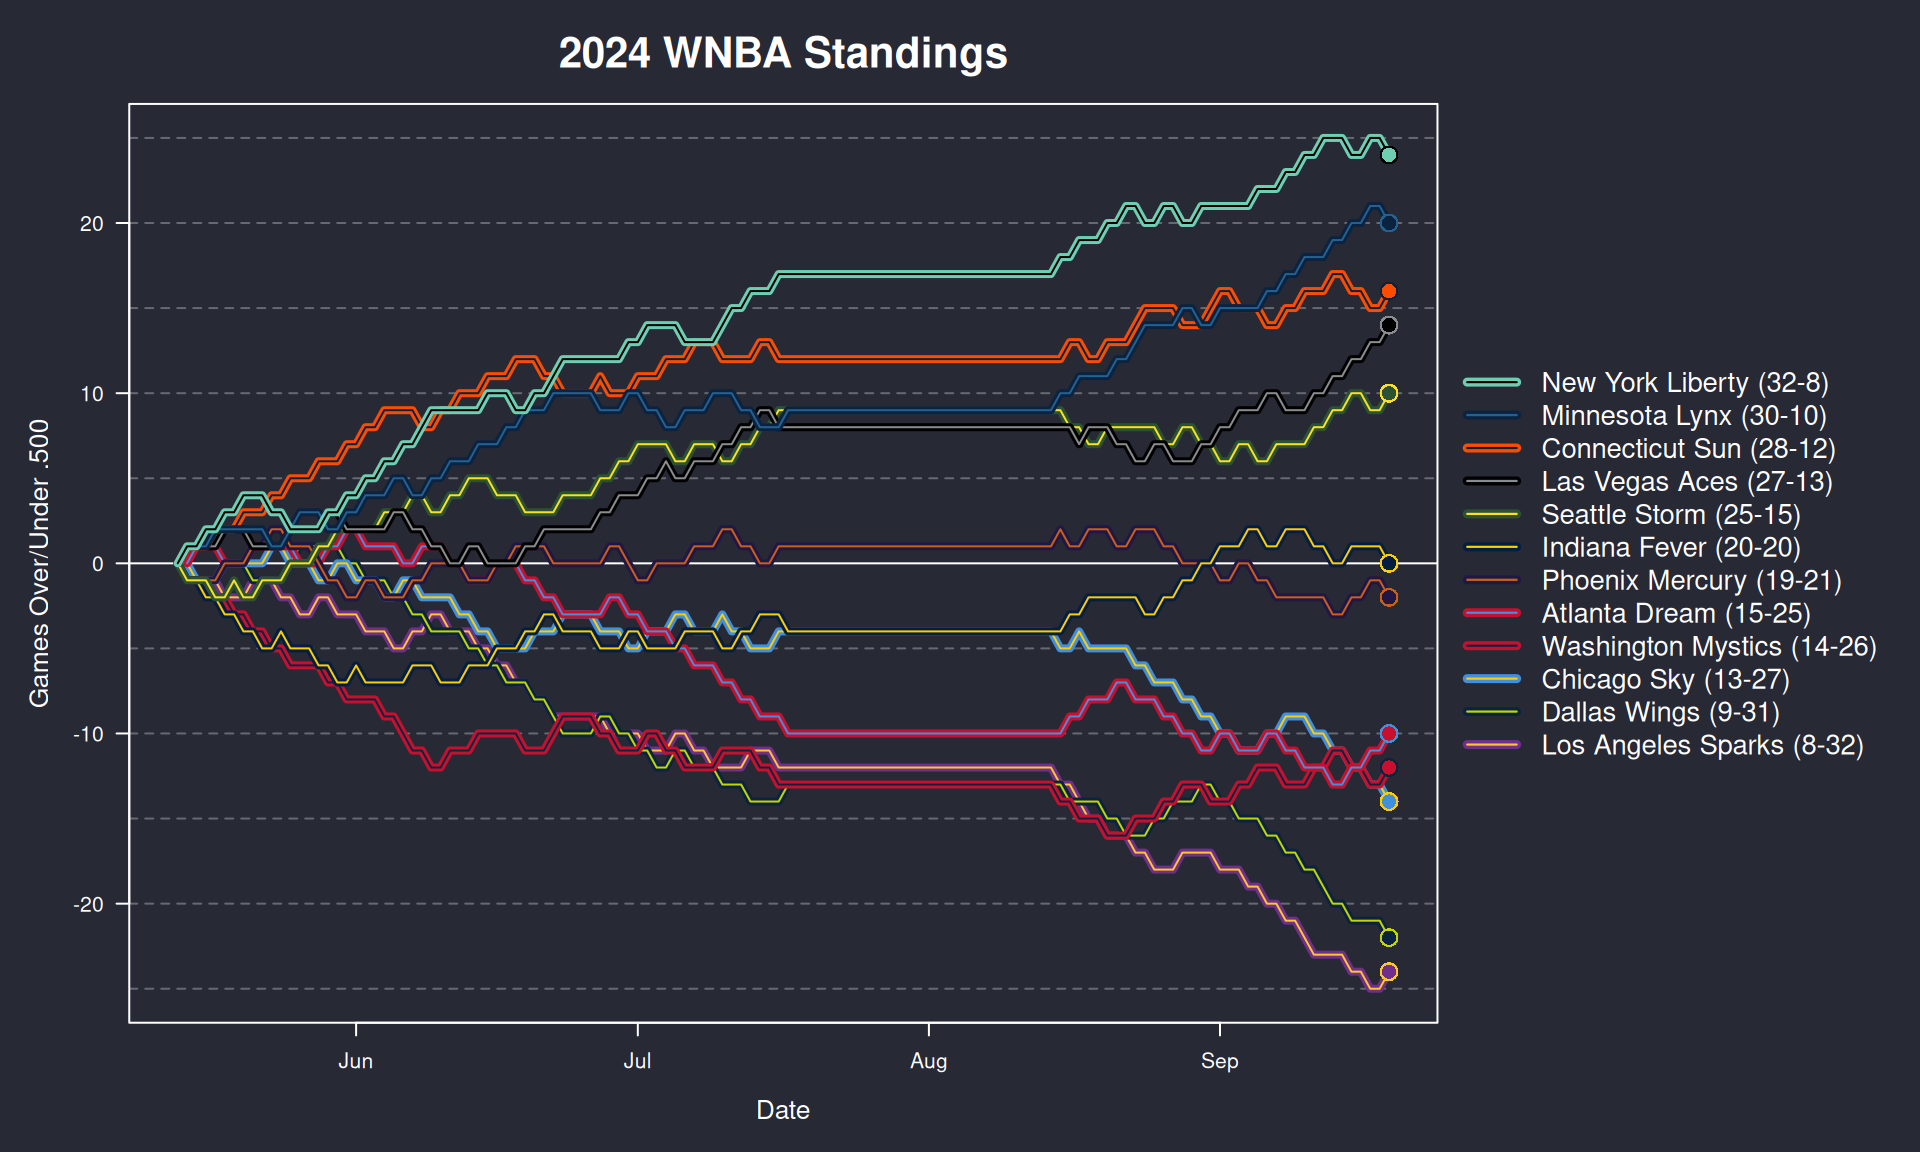 2024 WNBA Standings
Games Over/Under .500
20
10
0
-10
-20
Jun
Jul
Aug
Sep
Date
New York Liberty (32-8)
Minnesota Lynx (30-10)
Connecticut Sun (28-12)
Las Vegas Aces (27-13)
Seattle Storm (25-15)
Indiana Fever (20-20)
Phoenix Mercury (19-21)
Atlanta Dream (15-25)
Washington Mystics (14-26)
Chicago Sky (13-27)
Dallas Wings (9-31)
Los Angeles Sparks (8-32)